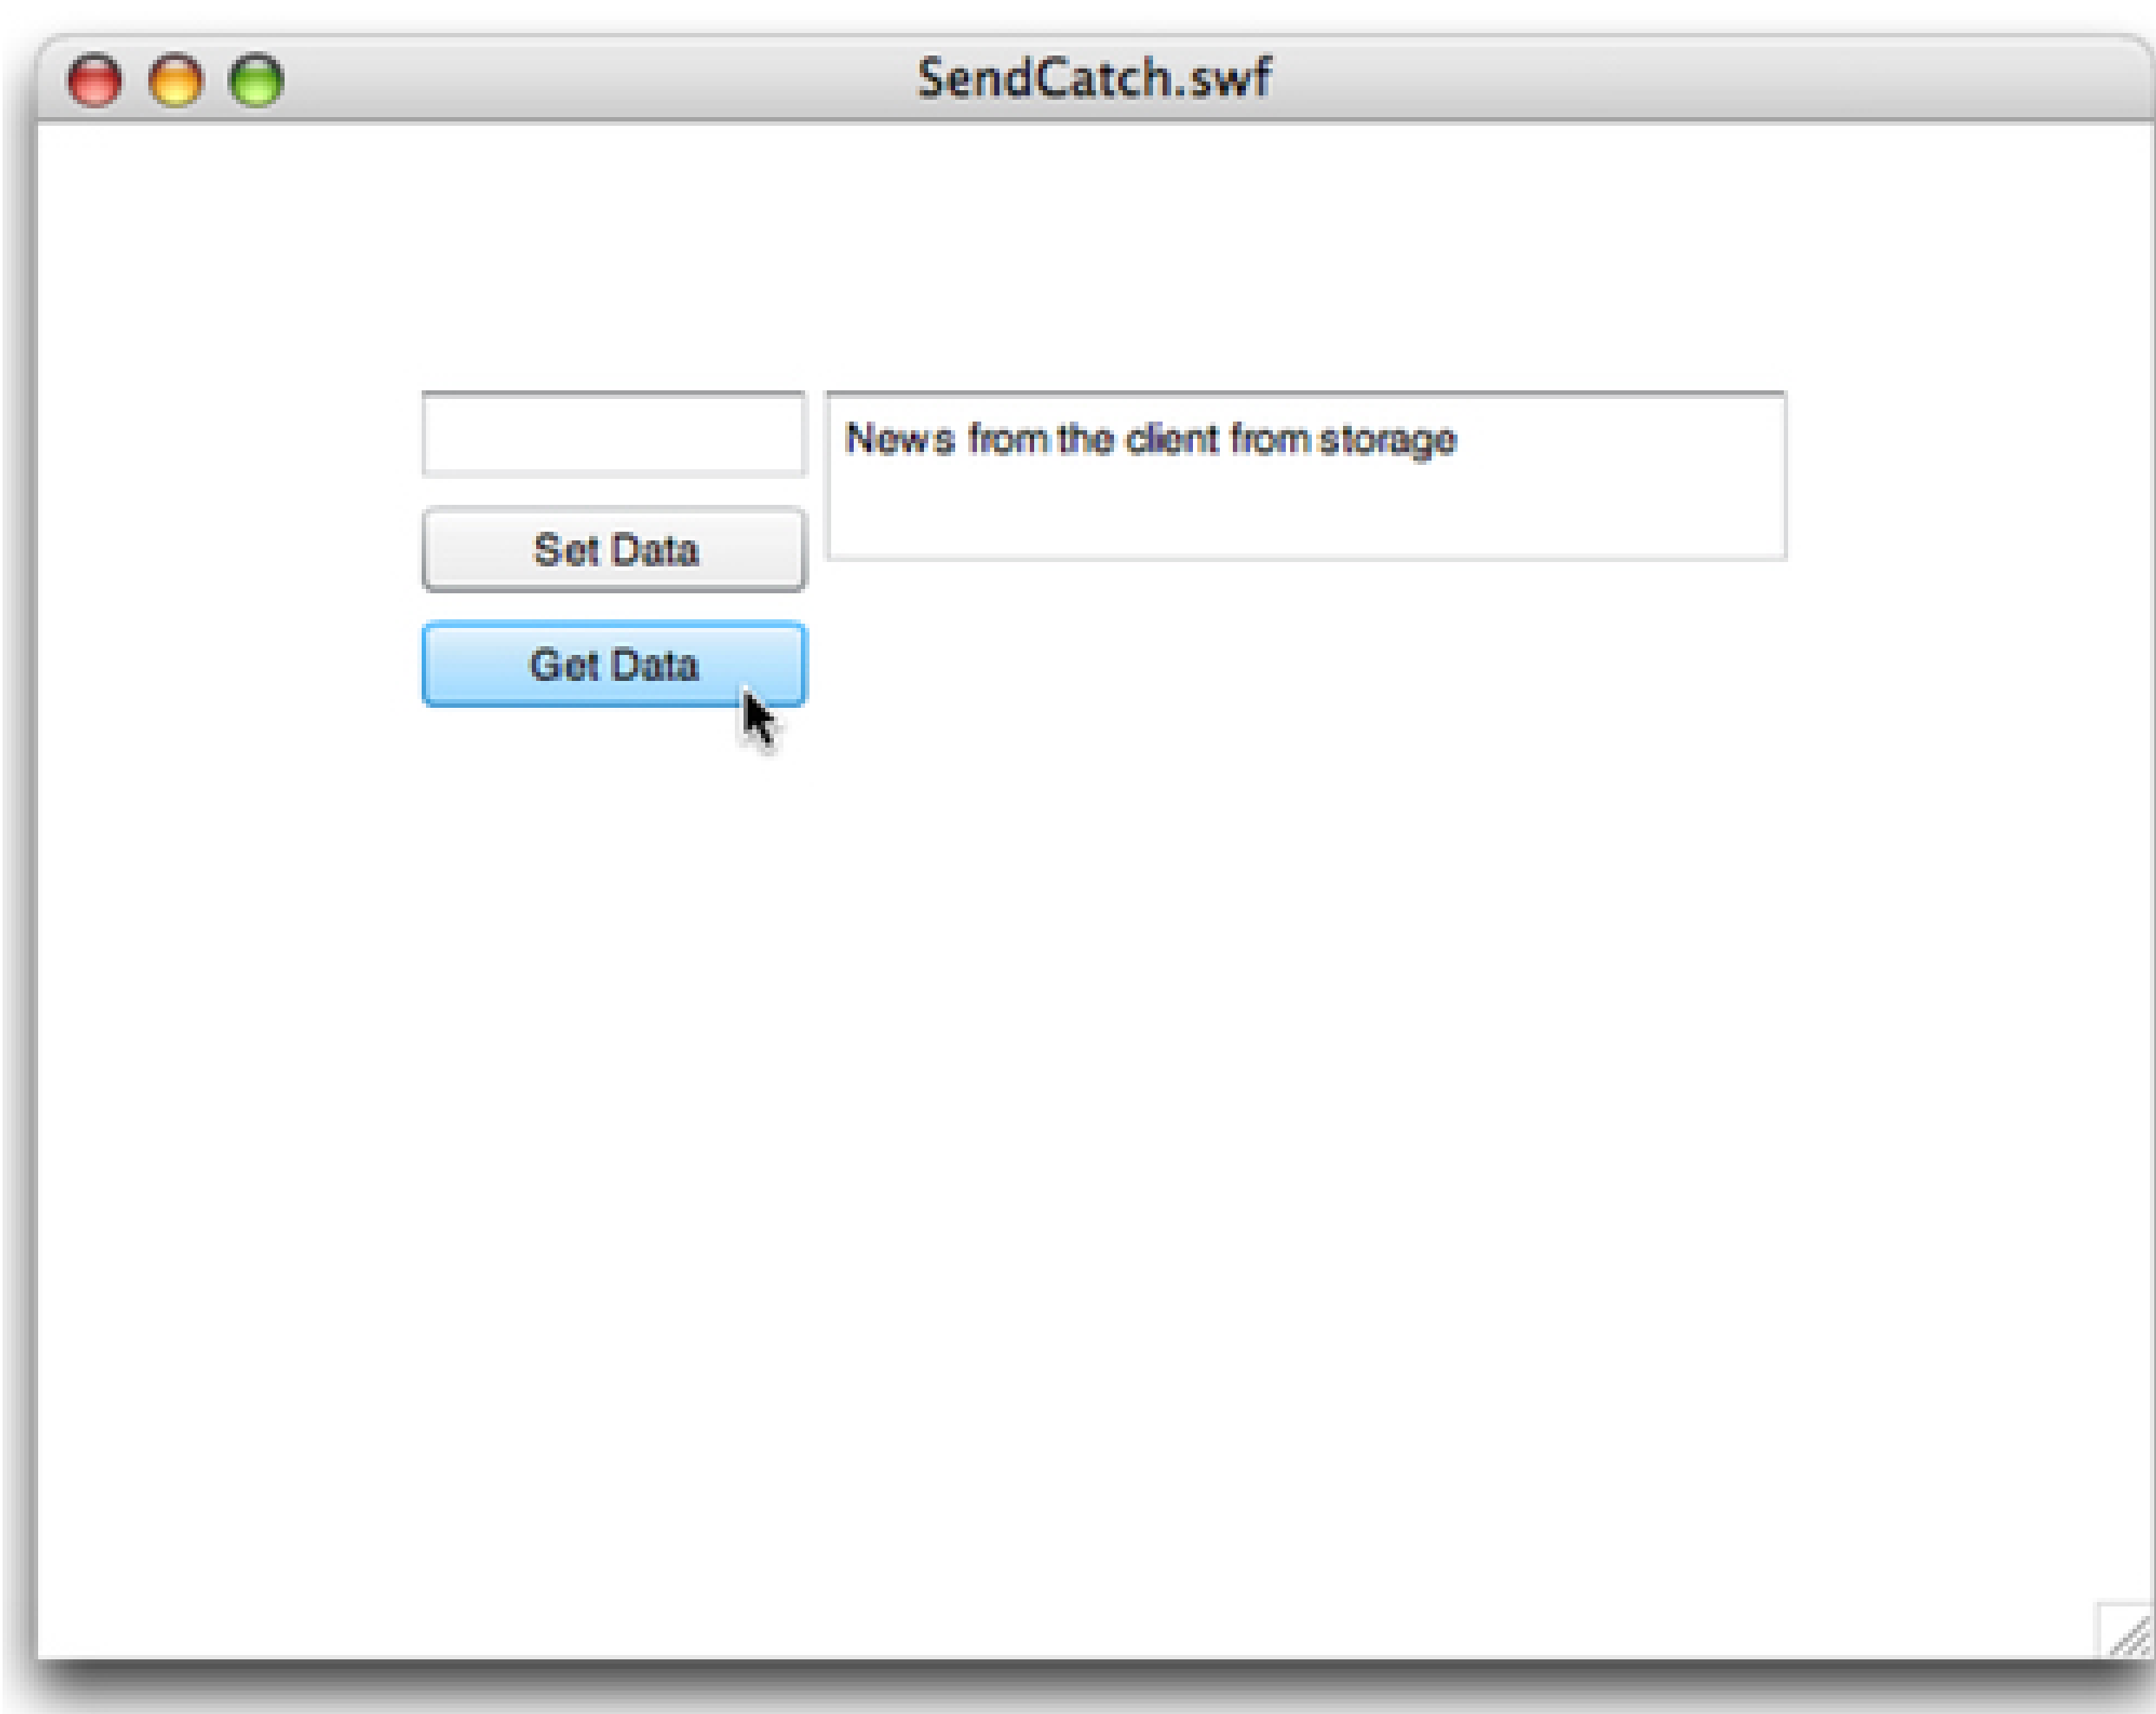 SendCatch.swf
News from the client from storage
Set Data
Get Data